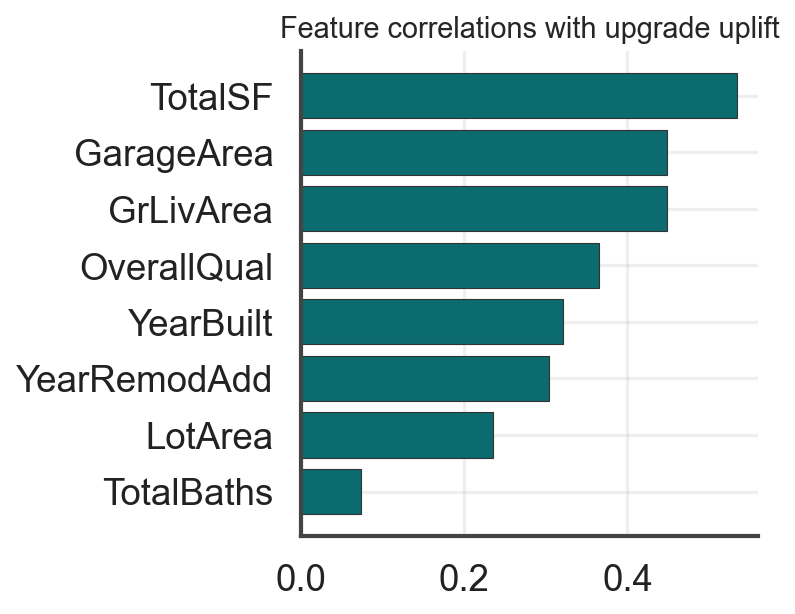 Feature correlations with upgrade uplift
TotalSF
GarageArea
GrLivArea
OverallQual
YearBuilt
YearRemodAdd
LotArea
TotalBaths
0.0 0.2 0.4